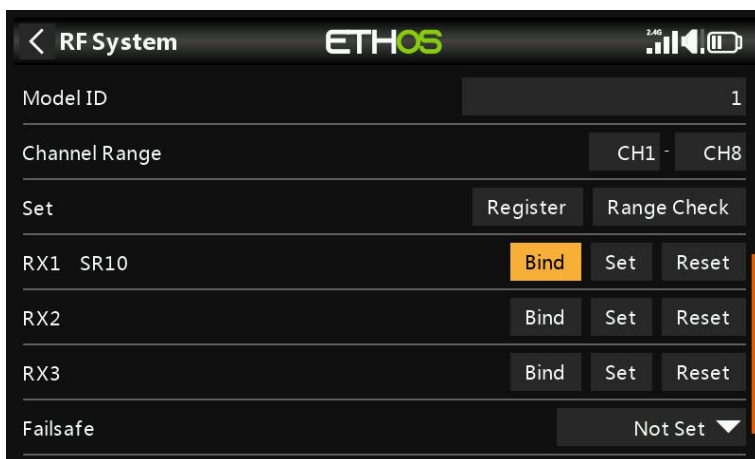 RF System ETHOS 2.4G
Model ID 1
Channel Range CH1 - CH8
Set Register Range Check
RX1 SR10 Bind Set Reset
RX2 Bind Set Reset
RX3 Bind Set Reset
Failsafe Not Set